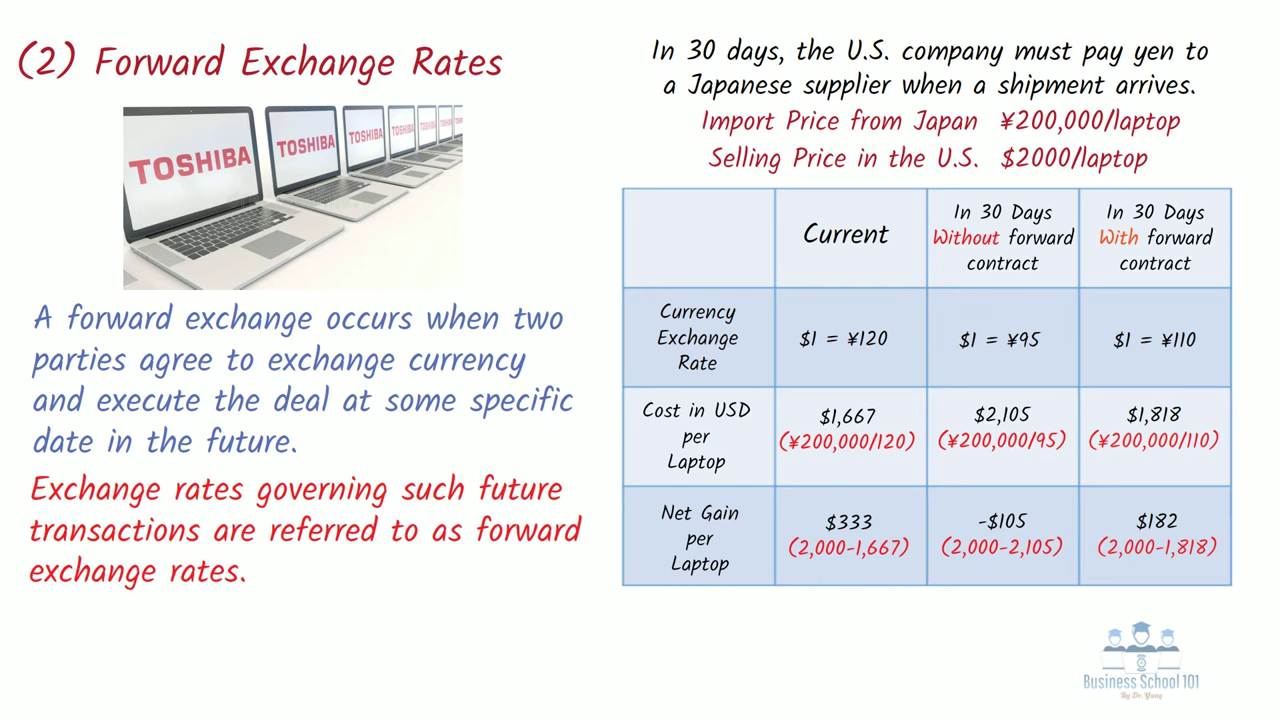 (2) Forward Exchange Rates
TOSHIBA
TOSHIBA
TOSHIBA
TOSHIBA
TOSHIBA
TOSHIBA
A forward exchange occurs when two
parties agree to exchange currency
and execute the deal at some specific
date in the future.
Exchange rates governing such future
transactions are referred to as forward
exchange rates.
In 30 days, the U.S. company must pay yen to
a Japanese supplier when a shipment arrives.
Import Price from Japan ¥200,000/laptop
Selling Price in the U.S. $2000/laptop
Current
In 30 Days
Without forward
contract
In 30 Days
With forward
contract
Currency
Exchange
Rate
$1 = ¥120
$1 = ¥95
$1 = ¥110
Cost in USD
per
Laptop
$1,667
(¥200,000/120)
$2,105
(¥200,000/95)
$1,818
(¥200,000/110)
Net Gain
per
Laptop
$333
(2,000-1,667)
-$105
(2,000-2,105)
$182
(2,000-1,818)
Business School 101
By Dr. Yang